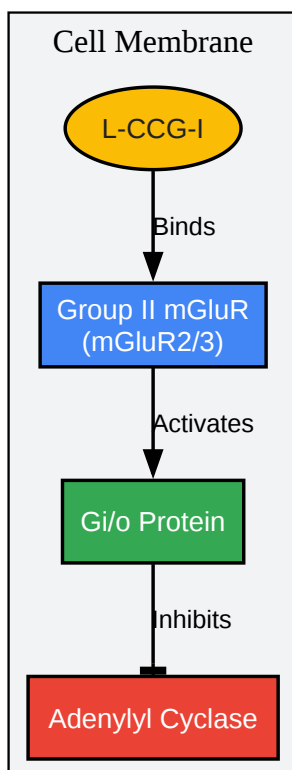 Cell Membrane
L-CCG-I
Binds
Group II mGluR
(mGluR2/3)
Activates
Gi/o Protein
Inhibits
Adenylyl Cyclase